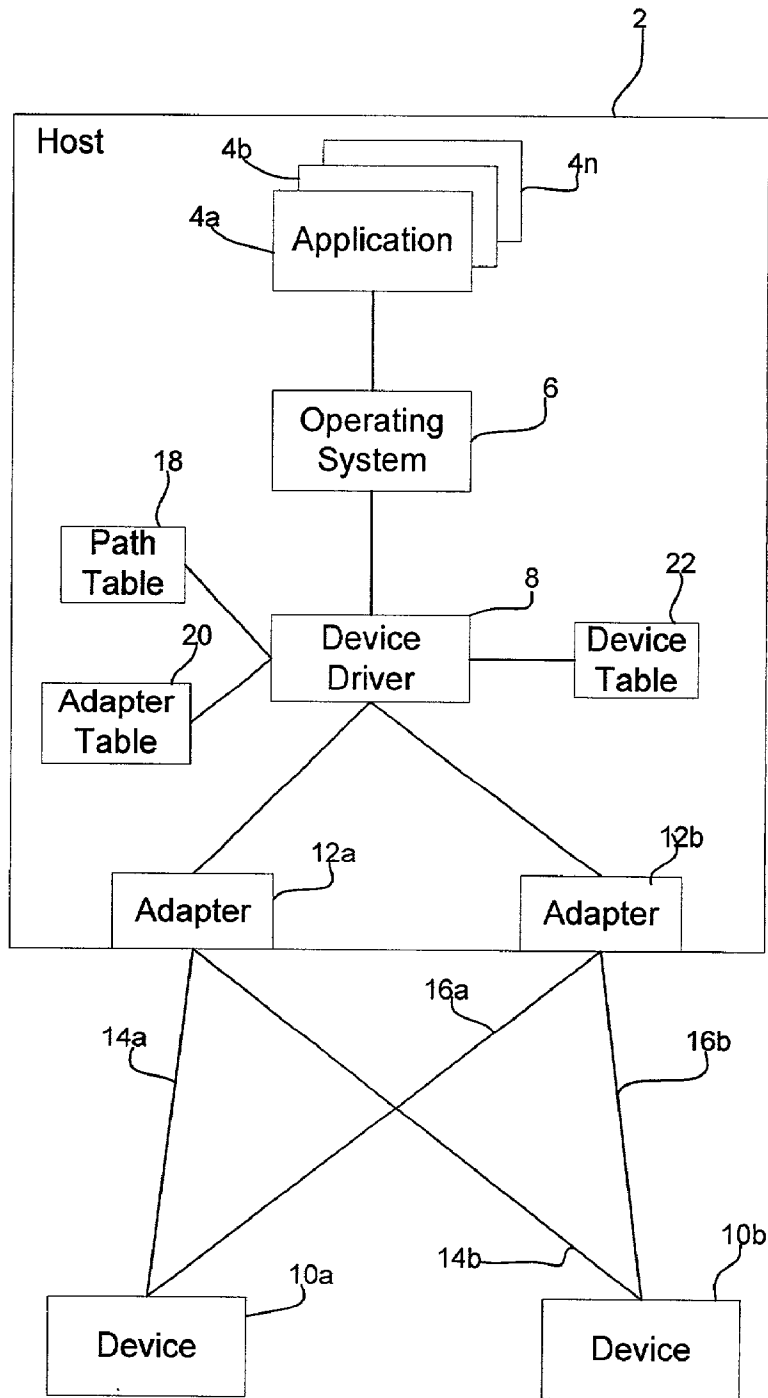 2
Host
4b
4n
4a
Application
6
Operating
System
18
Path
Table
8
22
Device
Driver
Device
Table
20
Adapter
Table
12a
12b
Adapter
Adapter
16a
14a
16b
14b
10b
10a
Device
Device